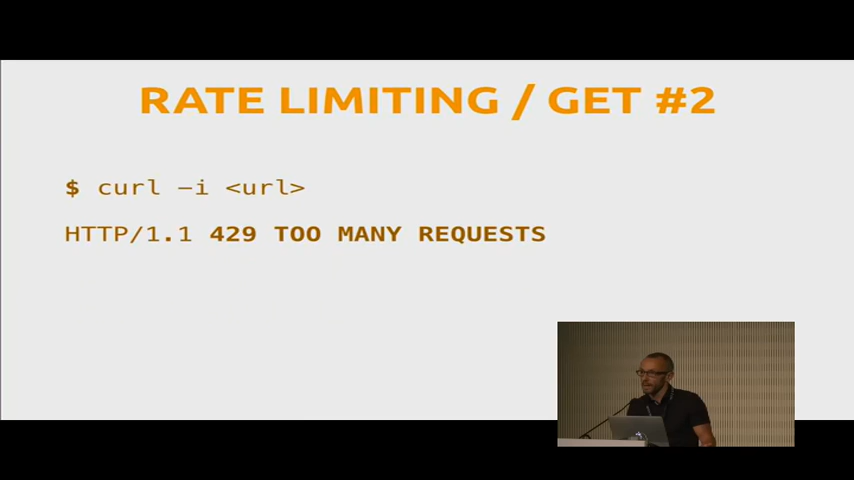 RATE LIMITING / GET #2
$ curl –i <url>
HTTP/1.1 429 TOO MANY REQUESTS